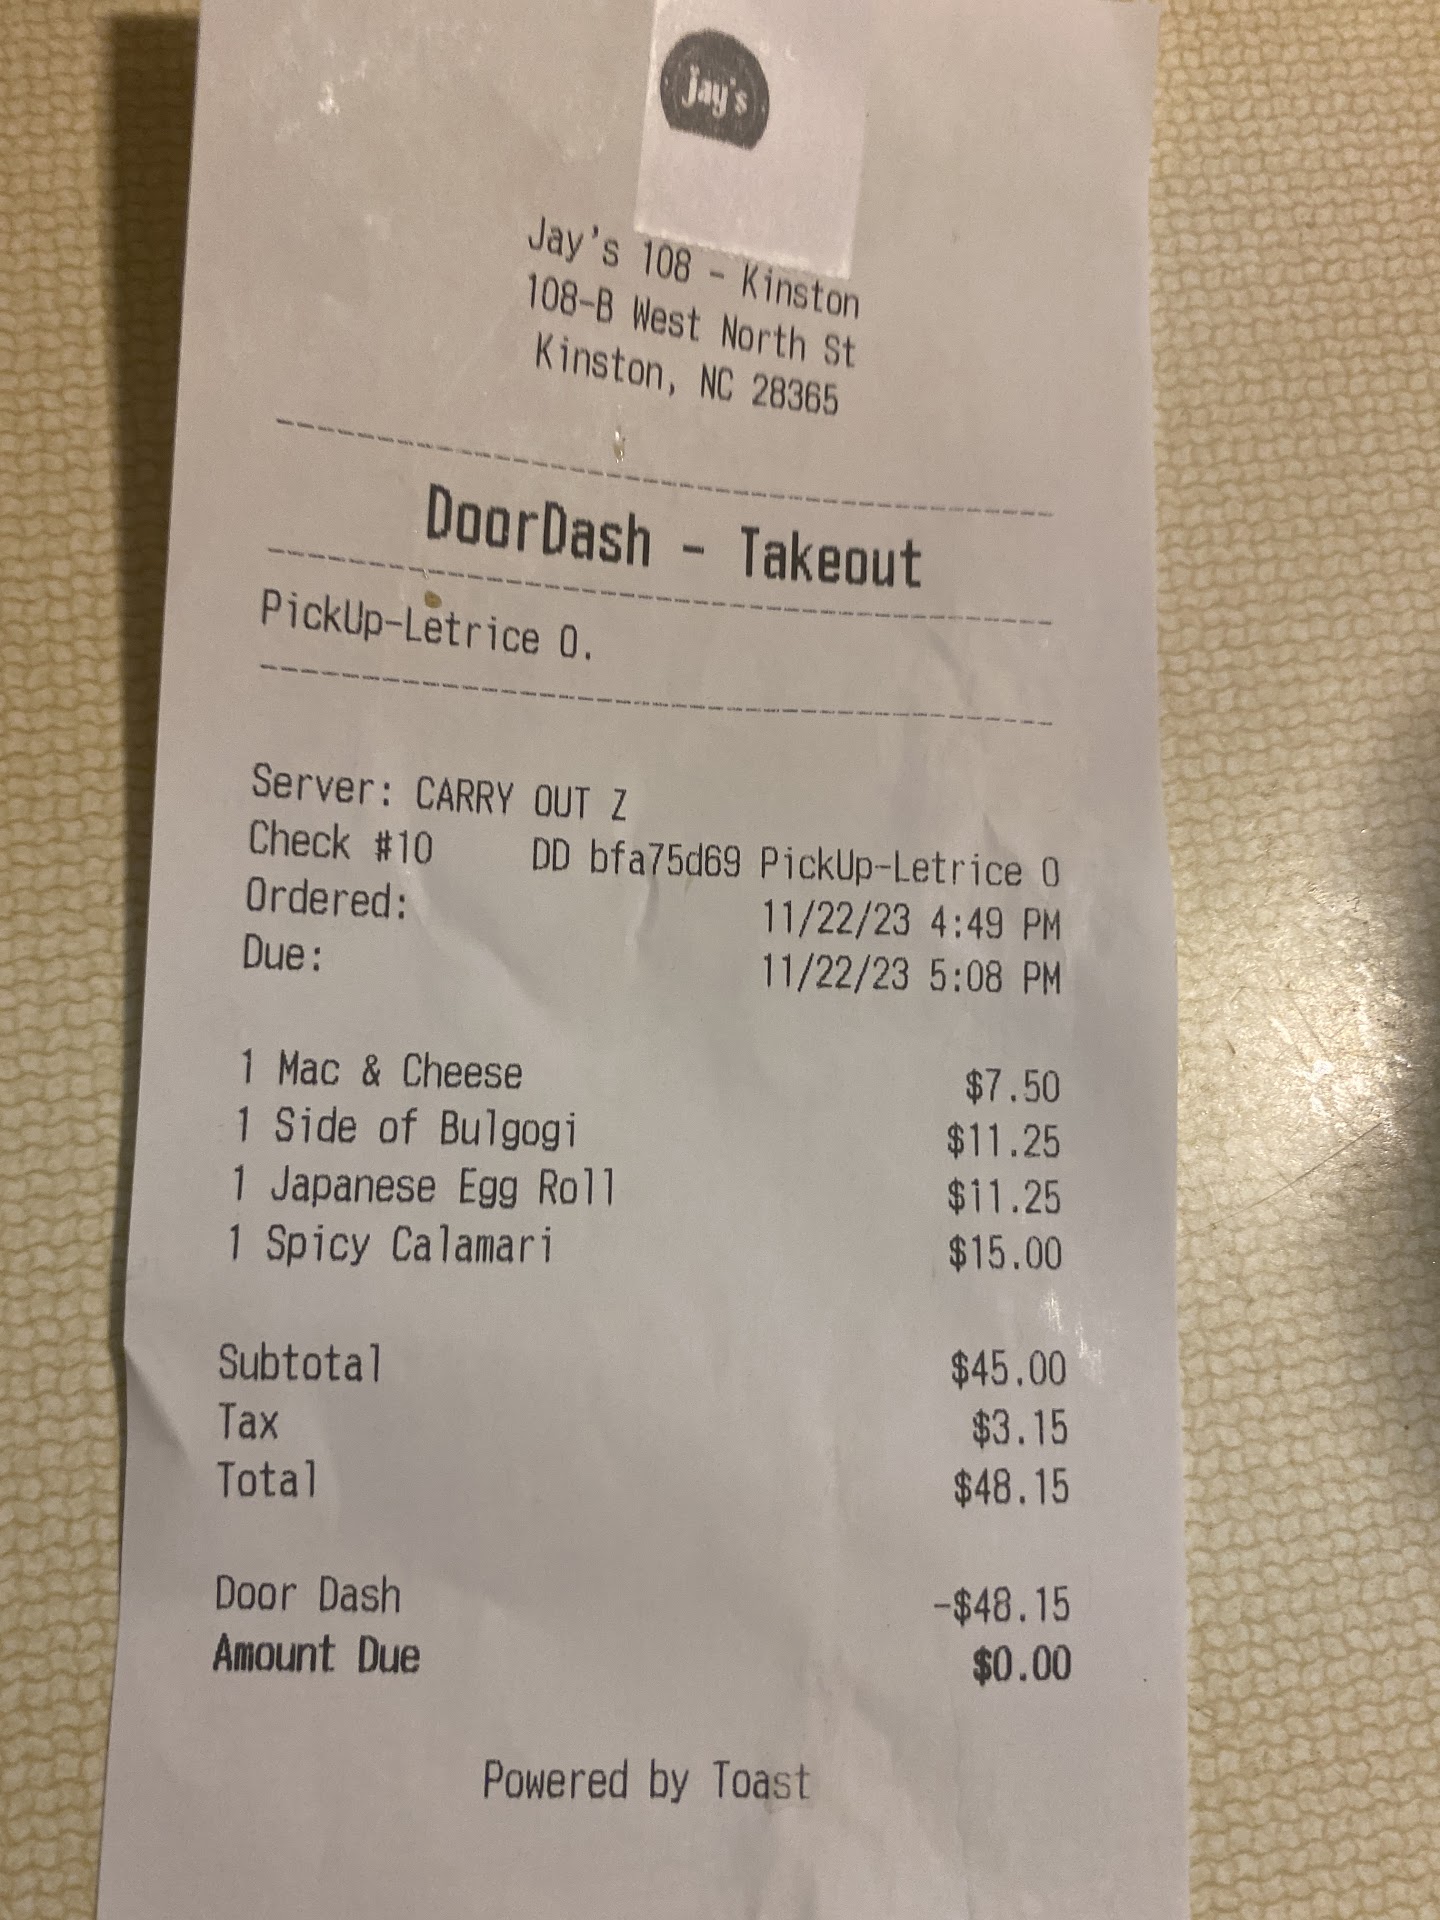 jay's
Jay's 108 - Kinston
108-B West North St
Kinston, NC 28365
DoorDash - Takeout
PickUp-Letrice O.
Server: CARRY OUT Z
Check #10 DD bfa75d69 PickUp-Letrice O
Ordered: 11/22/23 4:49 PM
Due: 11/22/23 5:08 PM
1 Mac & Cheese $7.50
1 Side of Bulgogi $11.25
1 Japanese Egg Roll $11.25
1 Spicy Calamari $15.00
Subtotal $45.00
Tax $3.15
Total $48.15
Door Dash -$48.15
Amount Due $0.00
Powered by Toast